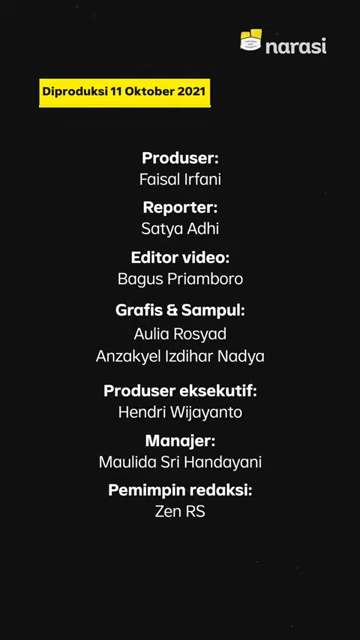 narasi
Diproduksi 11 Oktober 2021
Produser:
Faisal Irfani
Reporter:
Satya Adhi
Editor video:
Bagus Priamboro
Grafis & Sampul:
Aulia Rosyad
Anzakyel Izdihar Nadya
Produser eksekutif:
Hendri Wijayanto
Manajer:
Maulida Sri Handayani
Pemimpin redaksi:
Zen RS